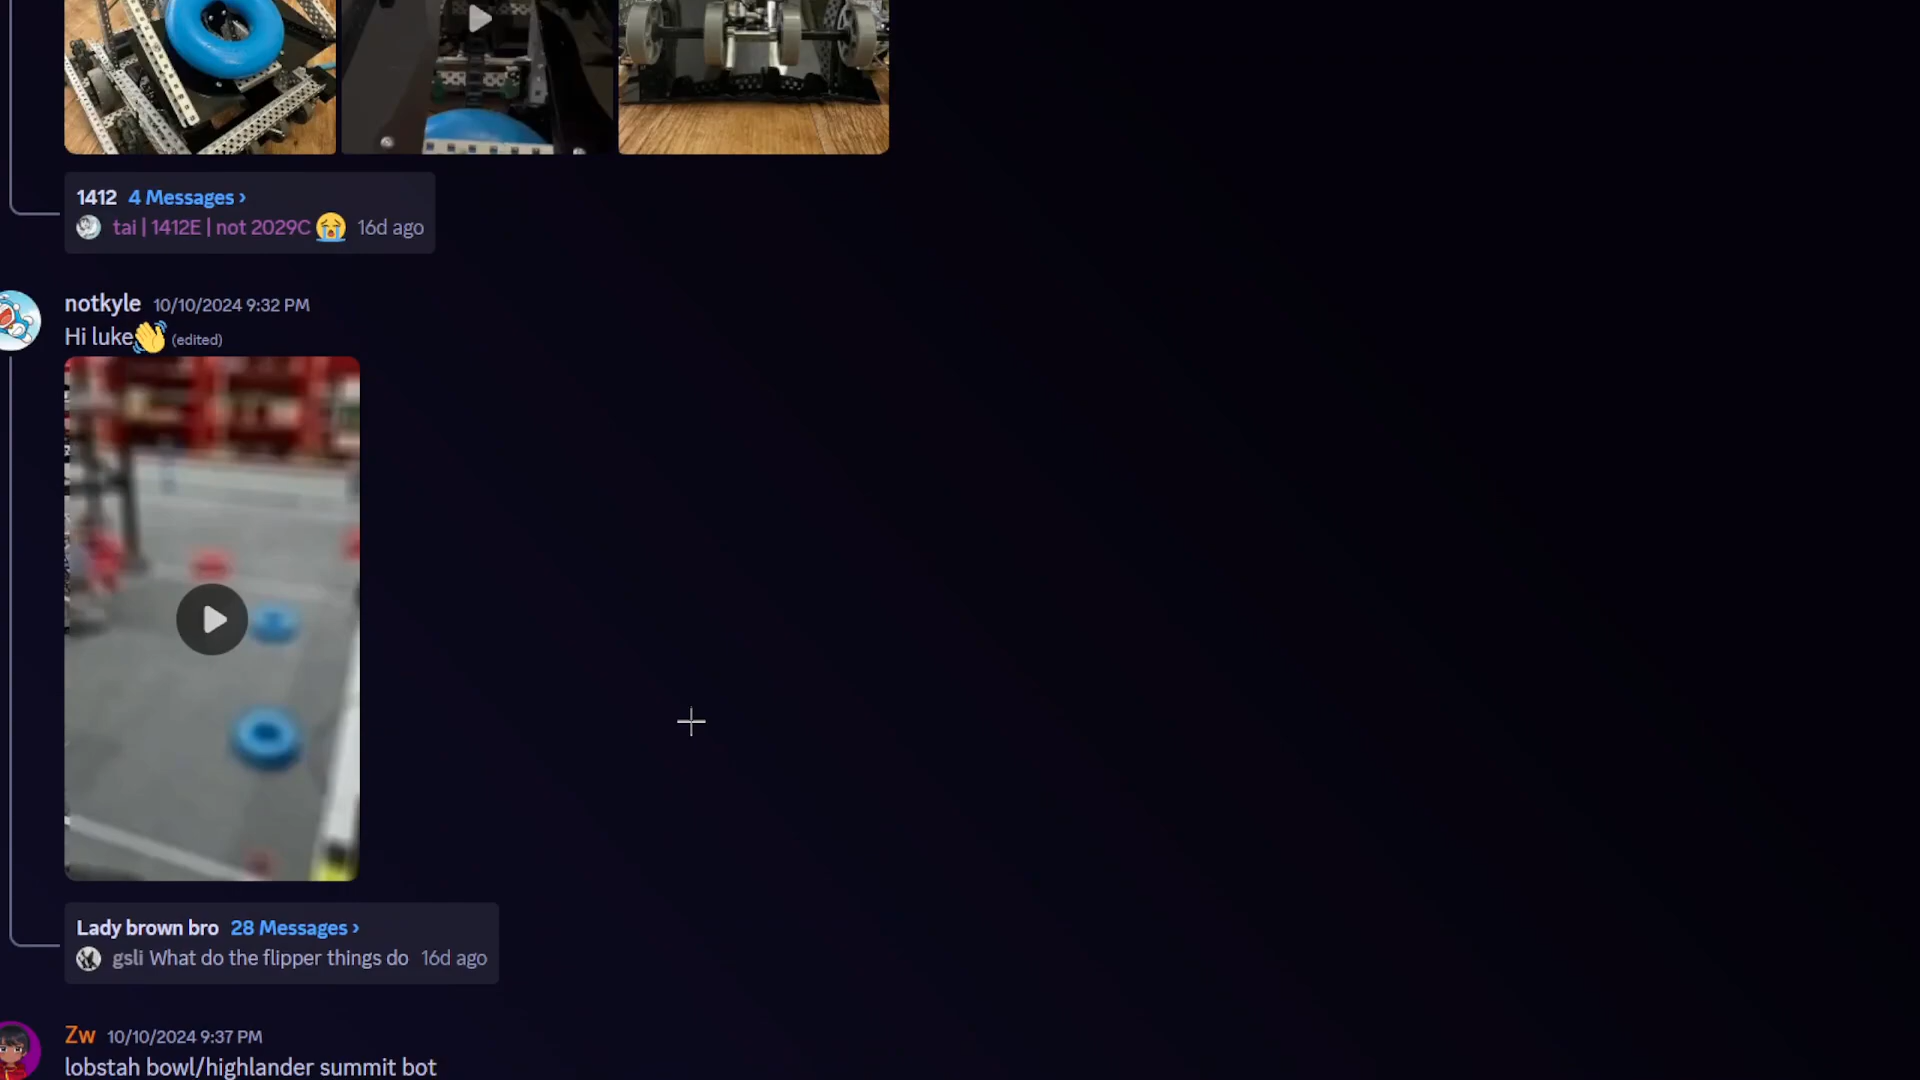 1412 4 Messages ›
tai | 1412E | not 2029C 😭 16d ago
notkyle 10/10/2024 9:32 PM
Hi luke👋 (edited)
Lady brown bro 28 Messages ›
gsli What do the flipper things do 16d ago
Zw 10/10/2024 9:37 PM
lobstah bowl/highlander summit bot